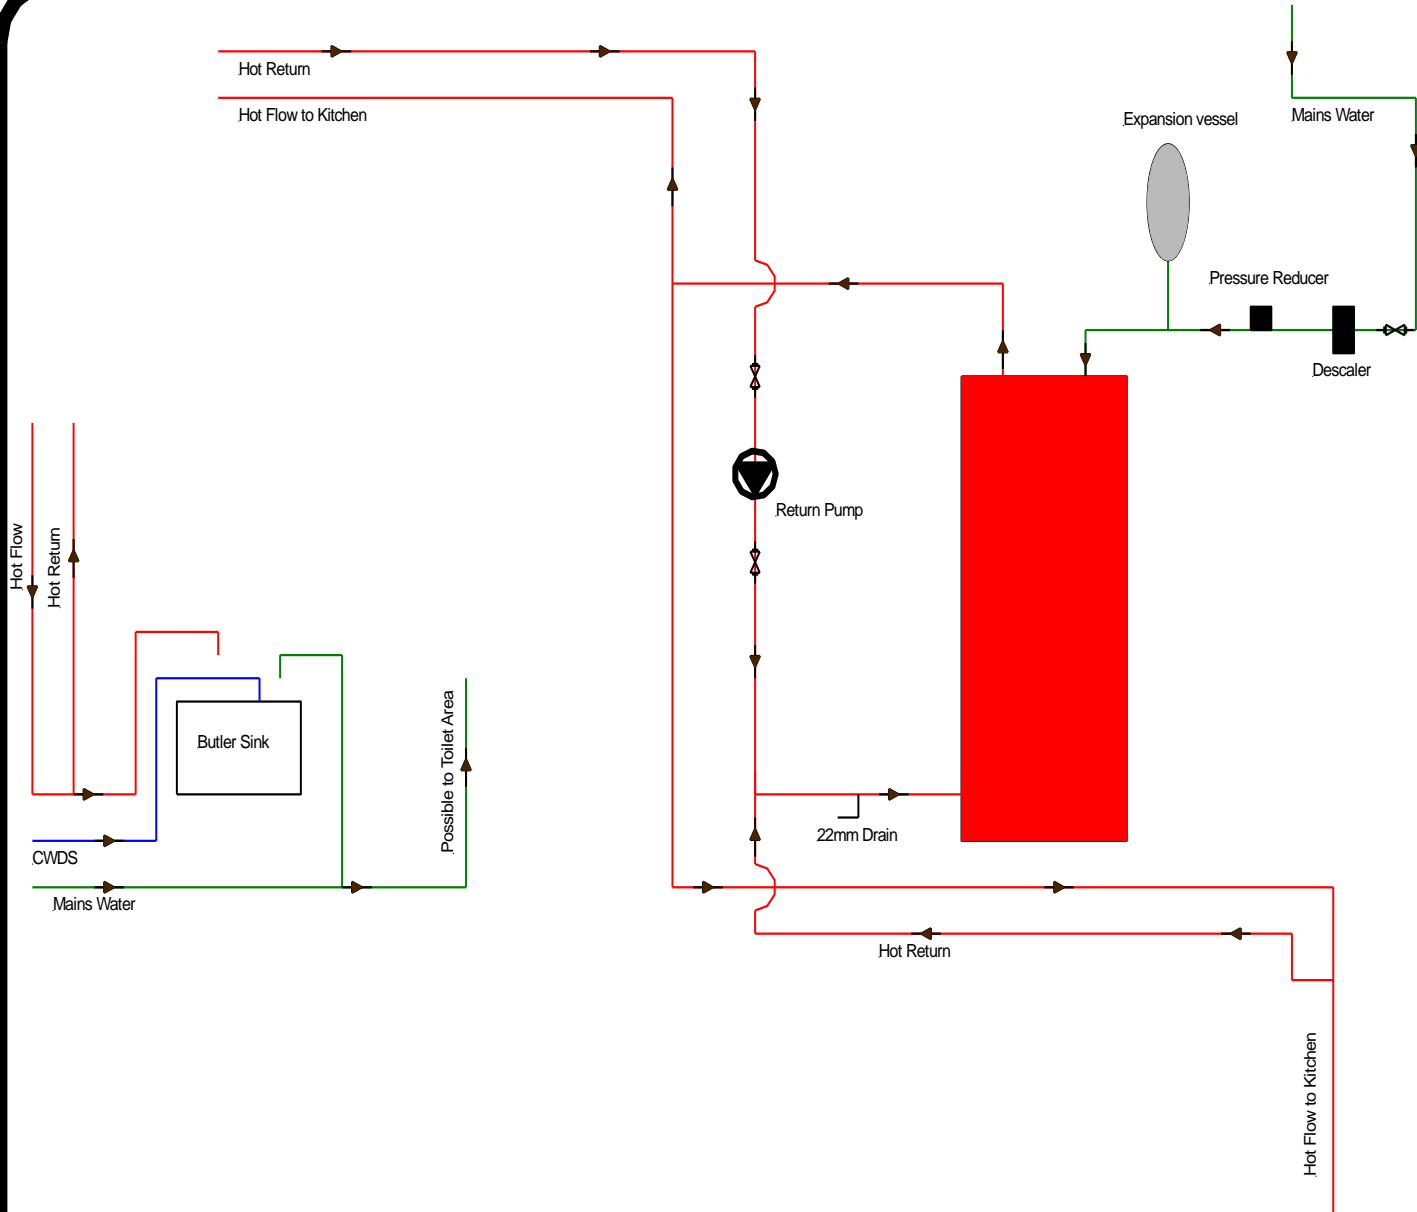 Hot Return
Hot Flow to Kitchen
Mains Water
Expansion vessel
Pressure Reducer
Descaler
Return Pump
Hot Flow
Hot Return
Possible to Toilet Area
Butler Sink
22mm Drain
CWDS
Mains Water
Hot Return
Hot Flow to Kitchen